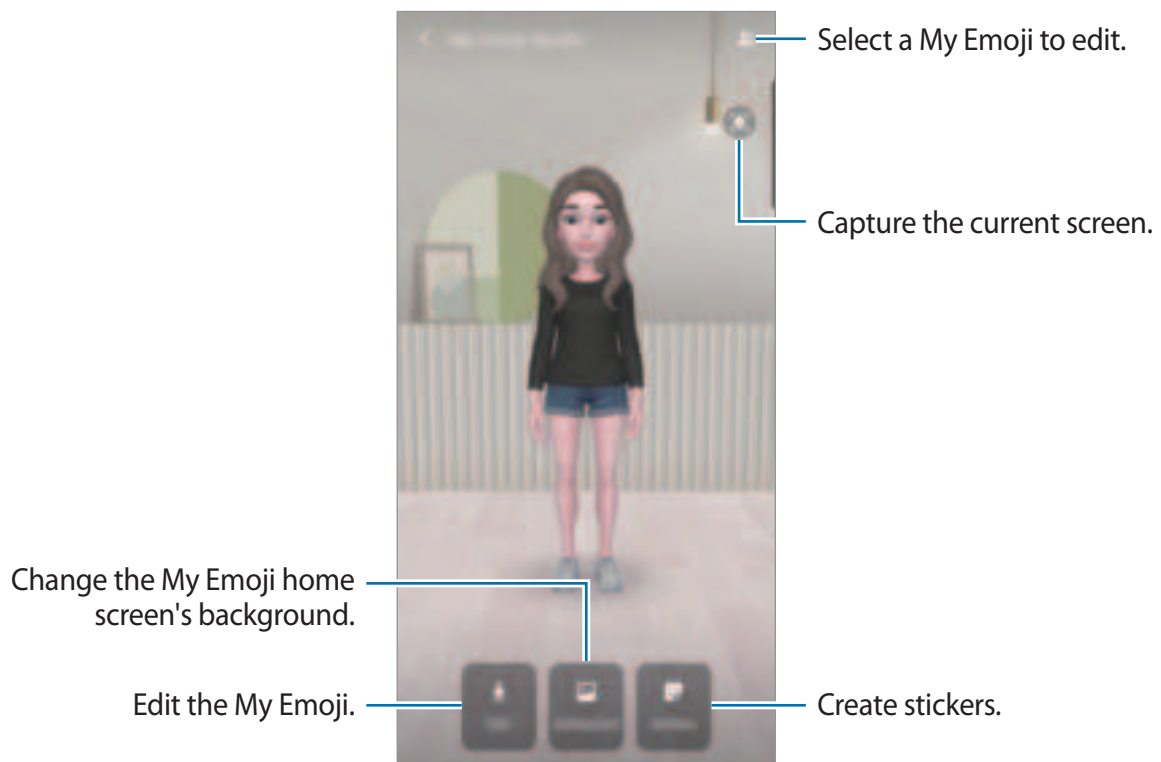 Select a My Emoji to edit.
Capture the current screen.
Change the My Emoji home
screen's background.
Edit the My Emoji.
Create stickers.